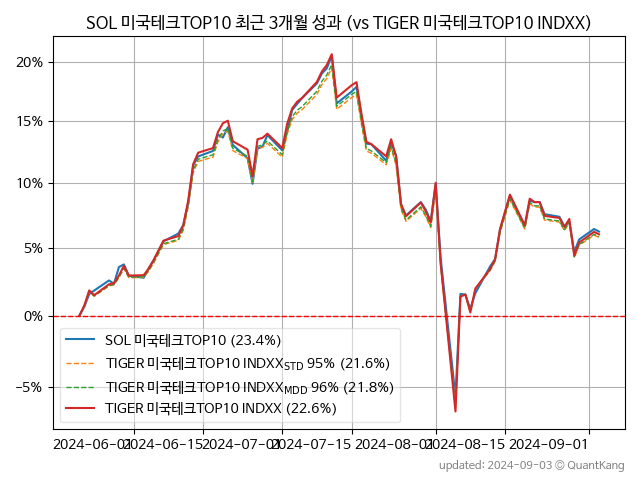 SOL 미국테크TOP10 최근 3개월 성과 (vs TIGER 미국테크TOP10 INDXX)
20%
15%
10%
5%
0%
−5%
SOL 미국테크TOP10 (23.4%)
TIGER 미국테크TOP10 INDXX_STD 95% (21.6%)
TIGER 미국테크TOP10 INDXX_MDD 96% (21.8%)
TIGER 미국테크TOP10 INDXX (22.6%)
2024−06−01 2024−06−15 2024−07−01 2024−07−15 2024−08−01 2024−08−15 2024−09−01
updated: 2024-09-03 © QuantKang